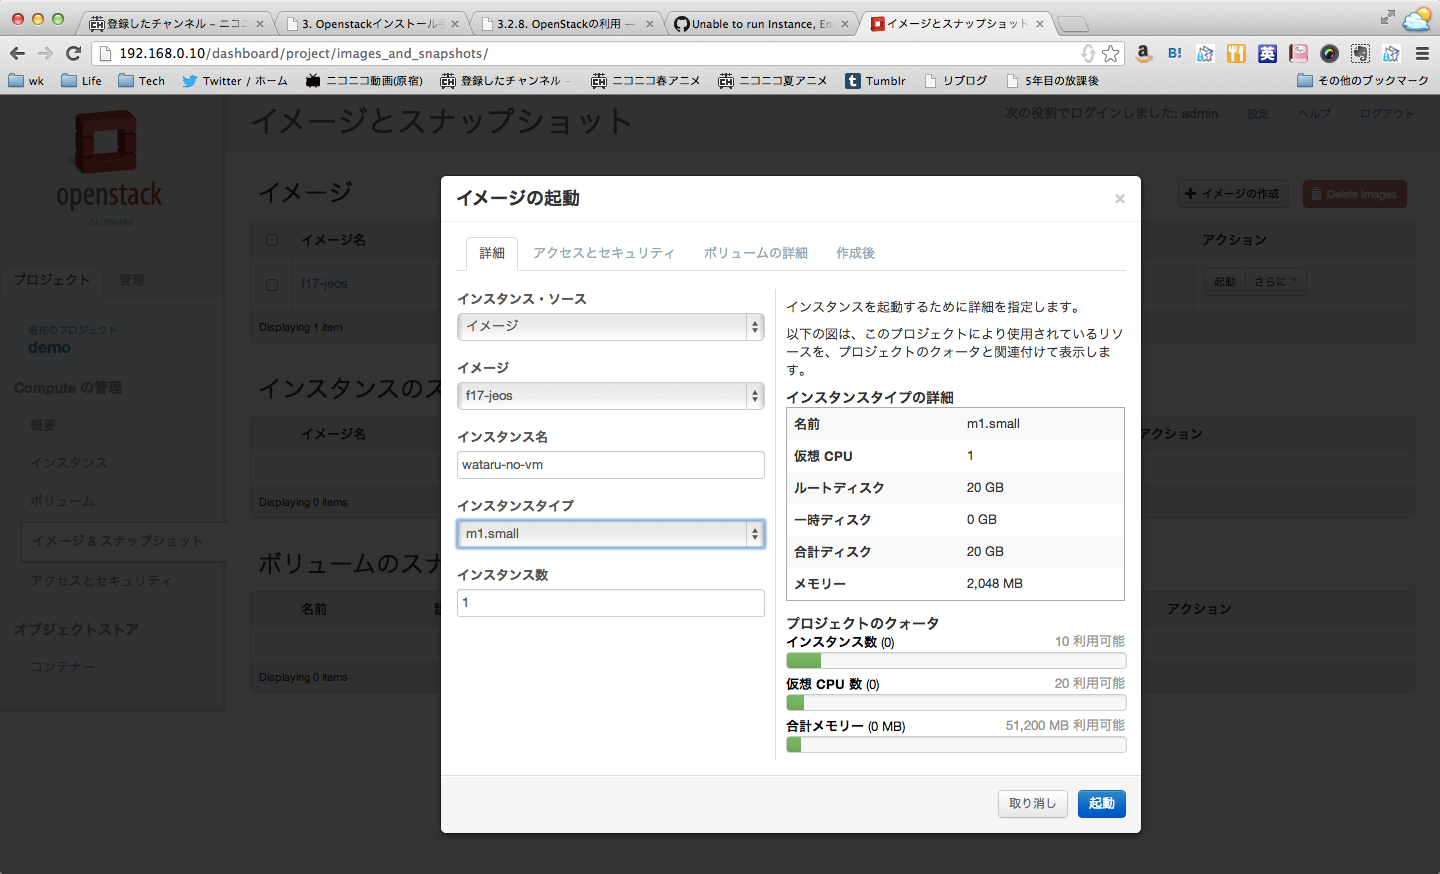 登録したチャンネル – ニコニ
3. Openstackインストール
3.2.8. OpenStackの利用 —
Unable to run Instance, En
イメージとスナップショット
192.168.0.10/dashboard/project/images_and_snapshots/
wk
Life
Tech
Twitter / ホーム
ニコニコ動画(原宿)
登録したチャンネル –
ニコニコ春アニメ
ニコニコ夏アニメ
Tumblr
リブログ
5年目の放課後
その他のブックマーク
openstack
DASHBOARD
イメージとスナップショット
次の役割でログインしました: admin
設定
ヘルプ
ログアウト
プロジェクト
管理
現在のプロジェクト
demo
Compute の管理
概要
インスタンス
ボリューム
イメージ & スナップショット
アクセスとセキュリティ
オブジェクトストア
コンテナー
イメージ
イメージの作成
Delete Images
イメージ名
アクション
f17-jeos
起動
さらに
Displaying 1 item
インスタンスのス
イメージ名
アクション
Displaying 0 items
ボリュームのスナ
名前
アクション
Displaying 0 items
イメージの起動
×
詳細
アクセスとセキュリティ
ボリュームの詳細
作成後
インスタンス・ソース
イメージ
イメージ
f17-jeos
インスタンス名
wataru-no-vm
インスタンスタイプ
m1.small
インスタンス数
1
インスタンスを起動するために詳細を指定します。
以下の図は、このプロジェクトにより使用されているリソ
ースを、プロジェクトのクォータと関連付けて表示しま
す。
インスタンスタイプの詳細
名前 m1.small
仮想 CPU 1
ルートディスク 20 GB
一時ディスク 0 GB
合計ディスク 20 GB
メモリー 2,048 MB
プロジェクトのクォータ
インスタンス数 (0) 10 利用可能
仮想 CPU 数 (0) 20 利用可能
合計メモリー (0 MB) 51,200 MB 利用可能
取り消し
起動